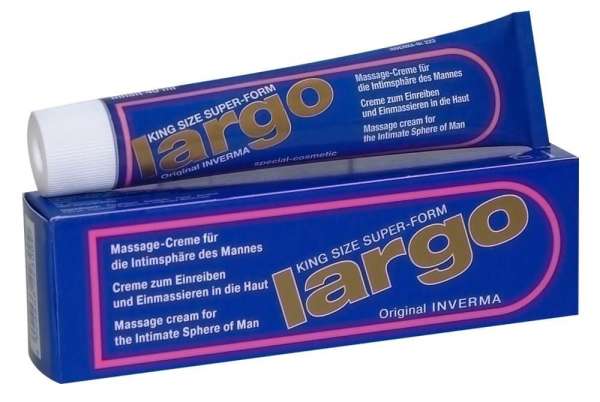 KING SIZE SUPER-FORM
largo
Original INVERMA
special-cosmetic
Massage-Creme für
die Intimsphäre des Mannes
Creme zum Einreiben
und Einmassieren in die Haut
Massage cream for
the Intimate Sphere of Man
Massage-Creme für
die Intimsphäre des Mannes
Creme zum Einreiben
und Einmassieren in die Haut
Massage cream for
the Intimate Sphere of Man
KING SIZE SUPER-FORM
largo
Original INVERMA